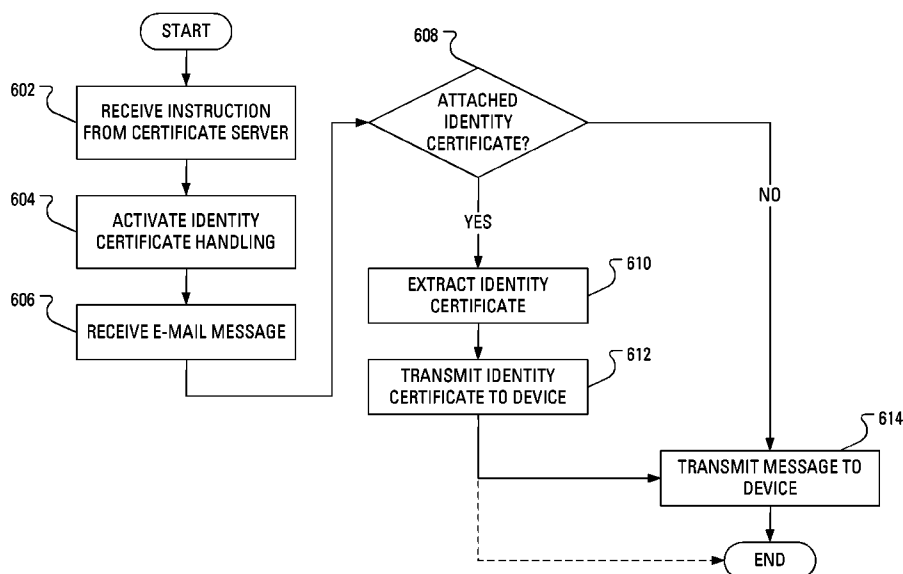 START
602
RECEIVE INSTRUCTION
FROM CERTIFICATE SERVER
604
ACTIVATE IDENTITY
CERTIFICATE HANDLING
606
RECEIVE E-MAIL MESSAGE
608
ATTACHED
IDENTITY
CERTIFICATE?
YES
NO
610
EXTRACT IDENTITY
CERTIFICATE
612
TRANSMIT IDENTITY
CERTIFICATE TO DEVICE
614
TRANSMIT MESSAGE TO
DEVICE
END